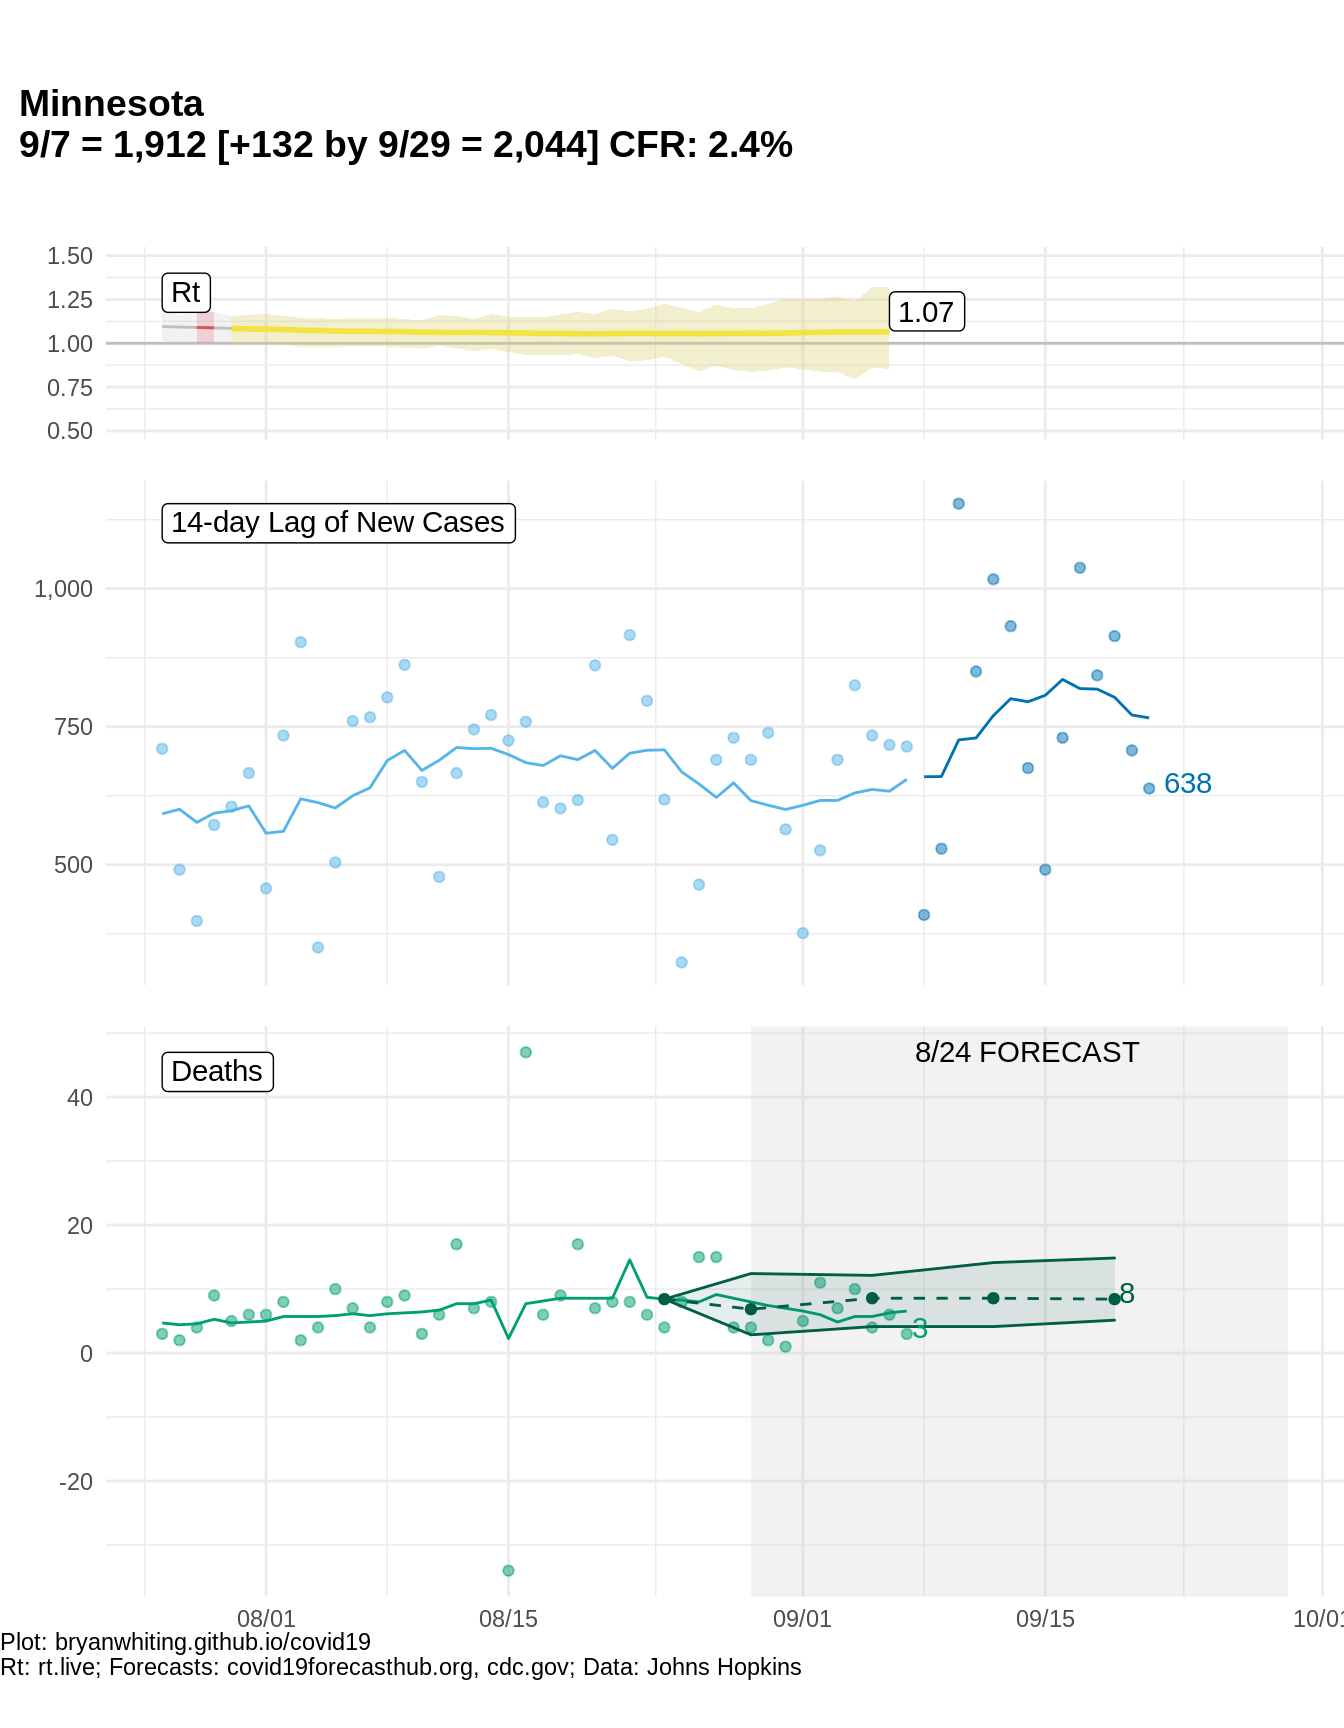 Minnesota
9/7 = 1,912 [+132 by 9/29 = 2,044] CFR: 2.4%
1.50
Rt
1.25
1.07
1.00
0.75
0.50
14-day Lag of New Cases
1,000
750
638
500
8/24 FORECAST
Deaths
40
20
8
3
0
-20
08/01
08/15
09/01
09/15
10/01
Plot: bryanwhiting.github.io/covid19
Rt: rt.live; Forecasts: covid19forecasthub.org, cdc.gov; Data: Johns Hopkins